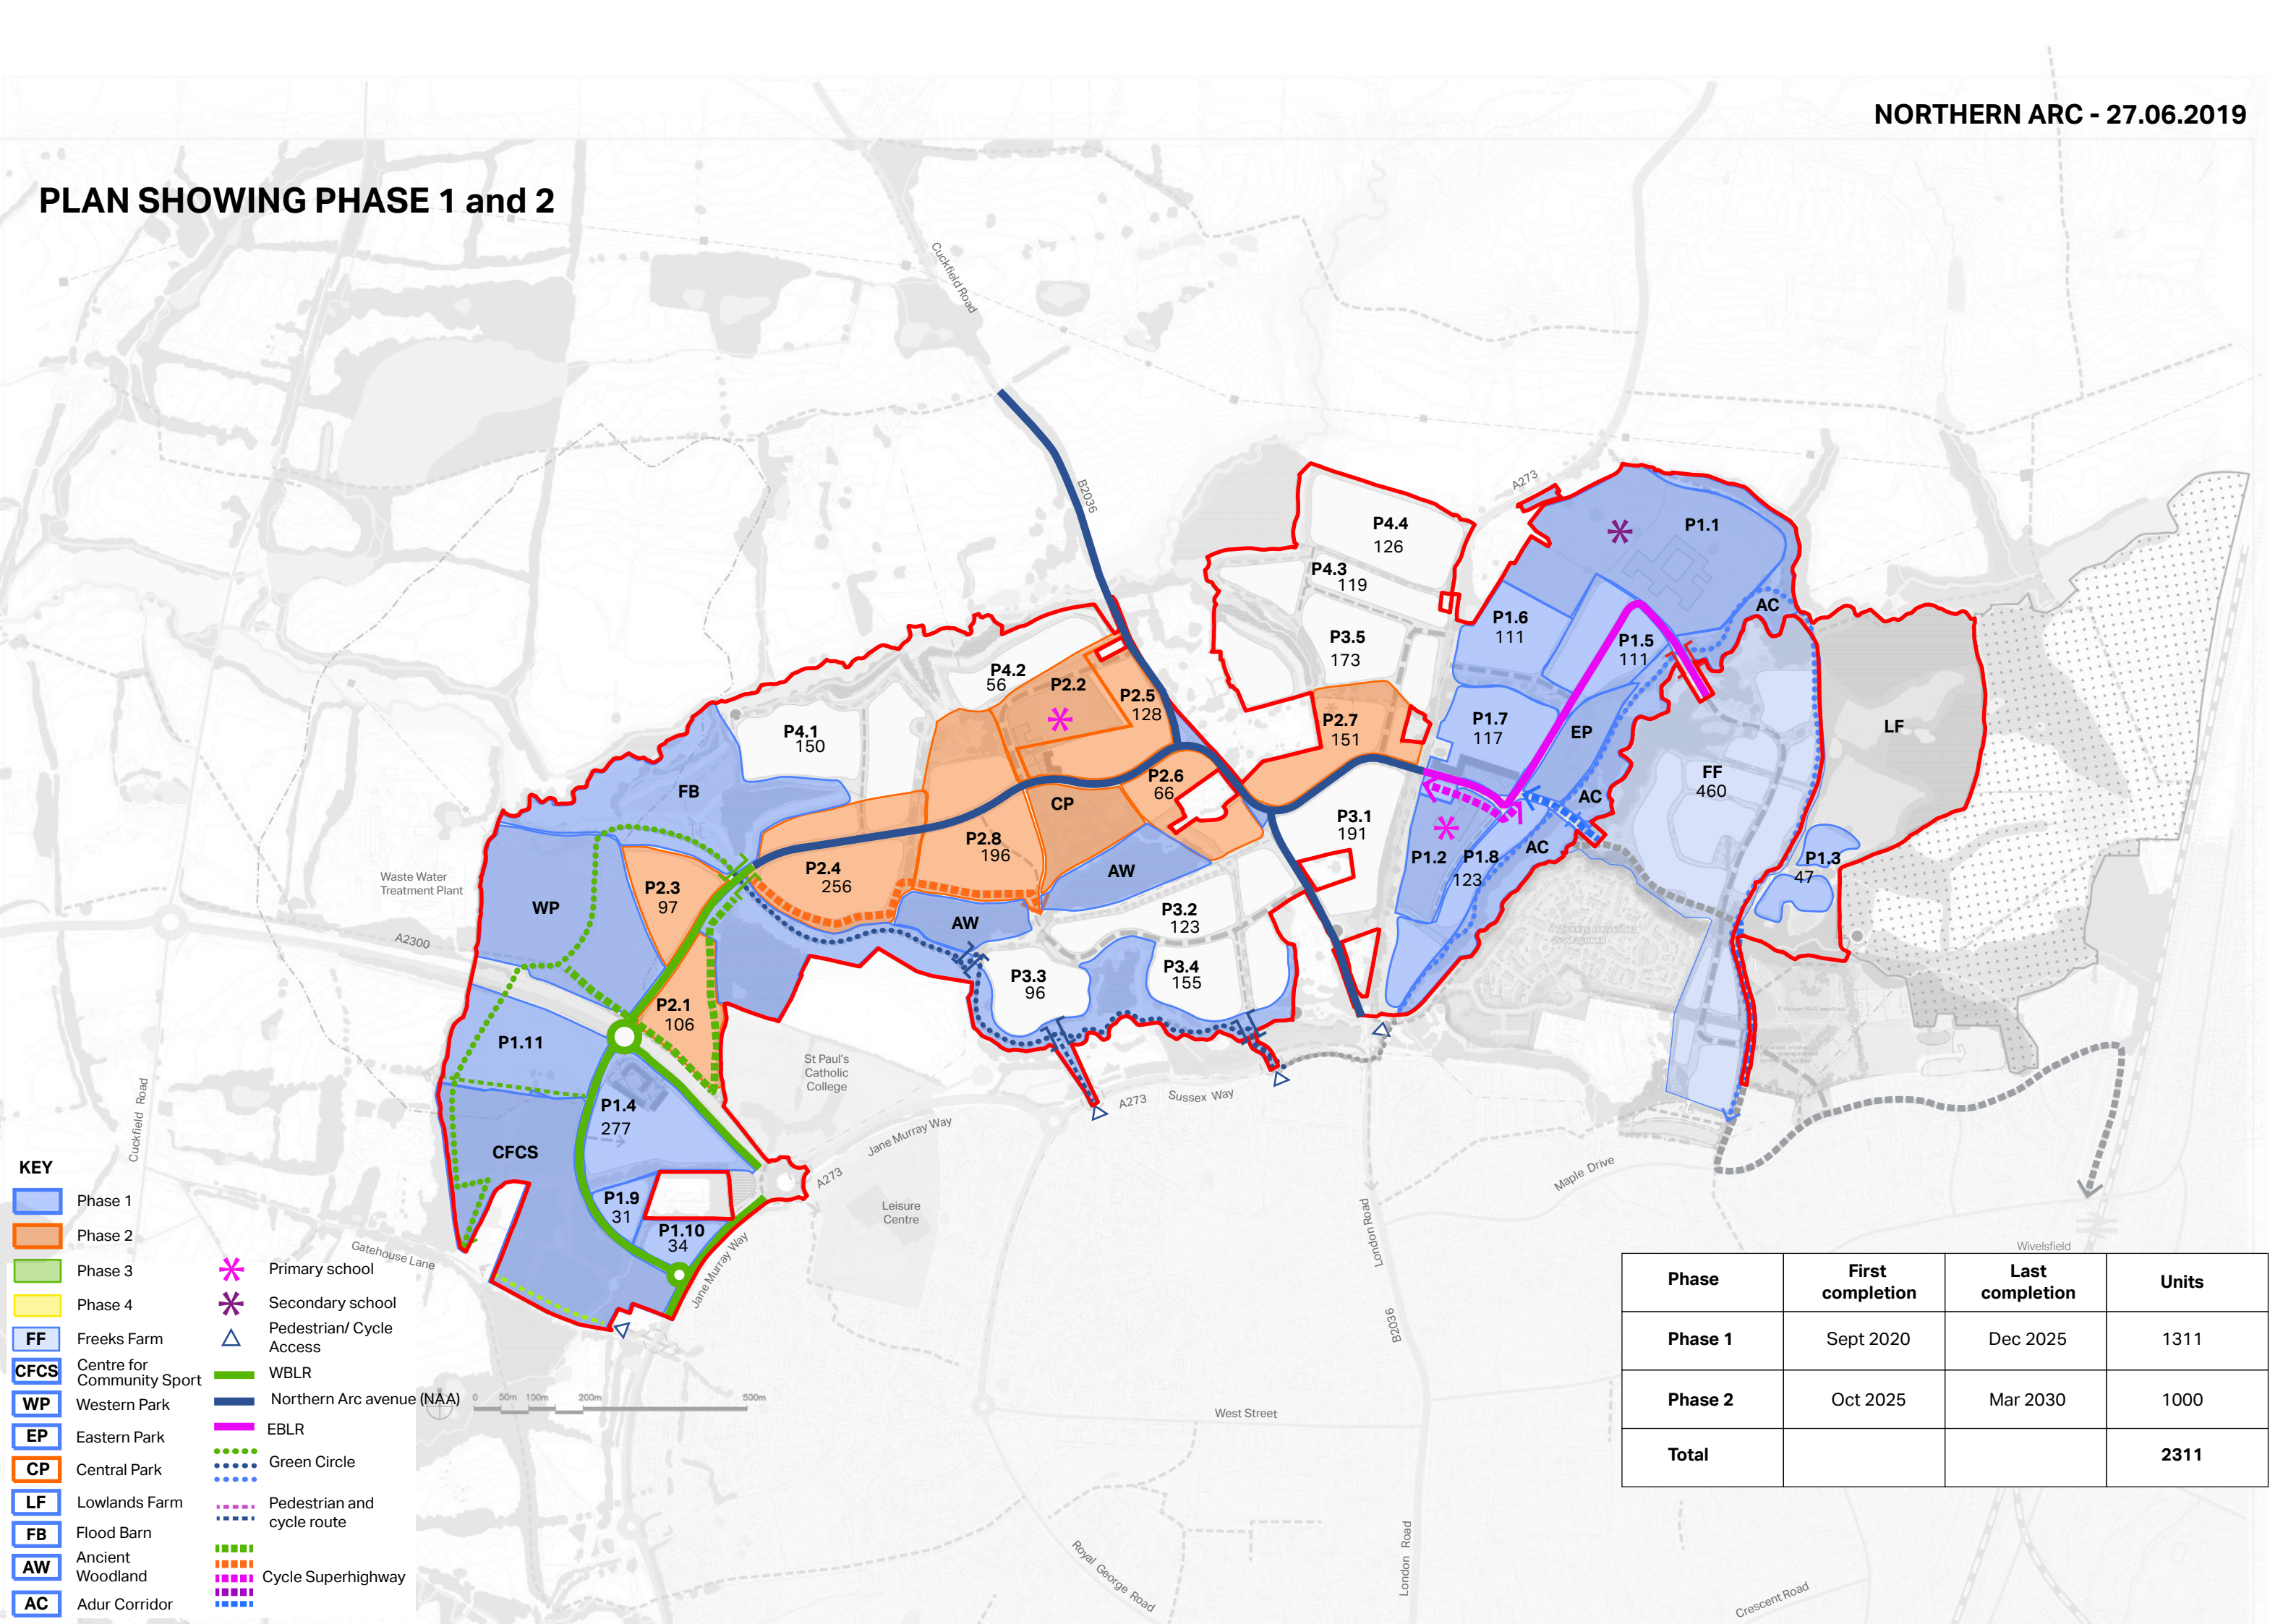 NORTHERN ARC - 27.06.2019
PLAN SHOWING PHASE 1 and 2
Cuckfield Road
B2036
A273
P4.4
126
P1.1
P4.3
119
AC
P1.6
111
P3.5
173
P1.5
111
P4.2
56
P2.2
P2.5
128
P4.1
150
P2.7
151
P1.7
117
EP
LF
FB
P2.6
66
CP
FF
460
AC
P3.1
191
P2.8
196
P1.2
P1.8
123
AC
P1.3
47
P2.4
256
AW
Waste Water
Treatment Plant
P2.3
97
WP
AW
P3.2
123
A2300
P3.3
96
P3.4
155
P2.1
106
P1.11
St Paul's
Catholic
College
A273
Sussex Way
Jane Murray Way
P1.4
277
Cuckfield Road
CFCS
A273
Maple Drive
P1.9
31
Leisure
Centre
P1.10
34
London Road
Gatehouse Lane
Jane Murray Way
Wivelsfield
B2036
West Street
London Road
Royal George Road
Crescent Road
0 50m 100m 200m 500m
KEY
Phase 1
Phase 2
Phase 3
Phase 4
FF Freeks Farm
CFCS Centre for
Community Sport
WP Western Park
EP Eastern Park
CP Central Park
LF Lowlands Farm
FB Flood Barn
AW Ancient
Woodland
AC Adur Corridor
Primary school
Secondary school
Pedestrian/ Cycle
Access
WBLR
Northern Arc avenue (NAA)
EBLR
Green Circle
Pedestrian and
cycle route
Cycle Superhighway
Phase First completion Last completion Units
Phase 1 Sept 2020 Dec 2025 1311
Phase 2 Oct 2025 Mar 2030 1000
Total 2311